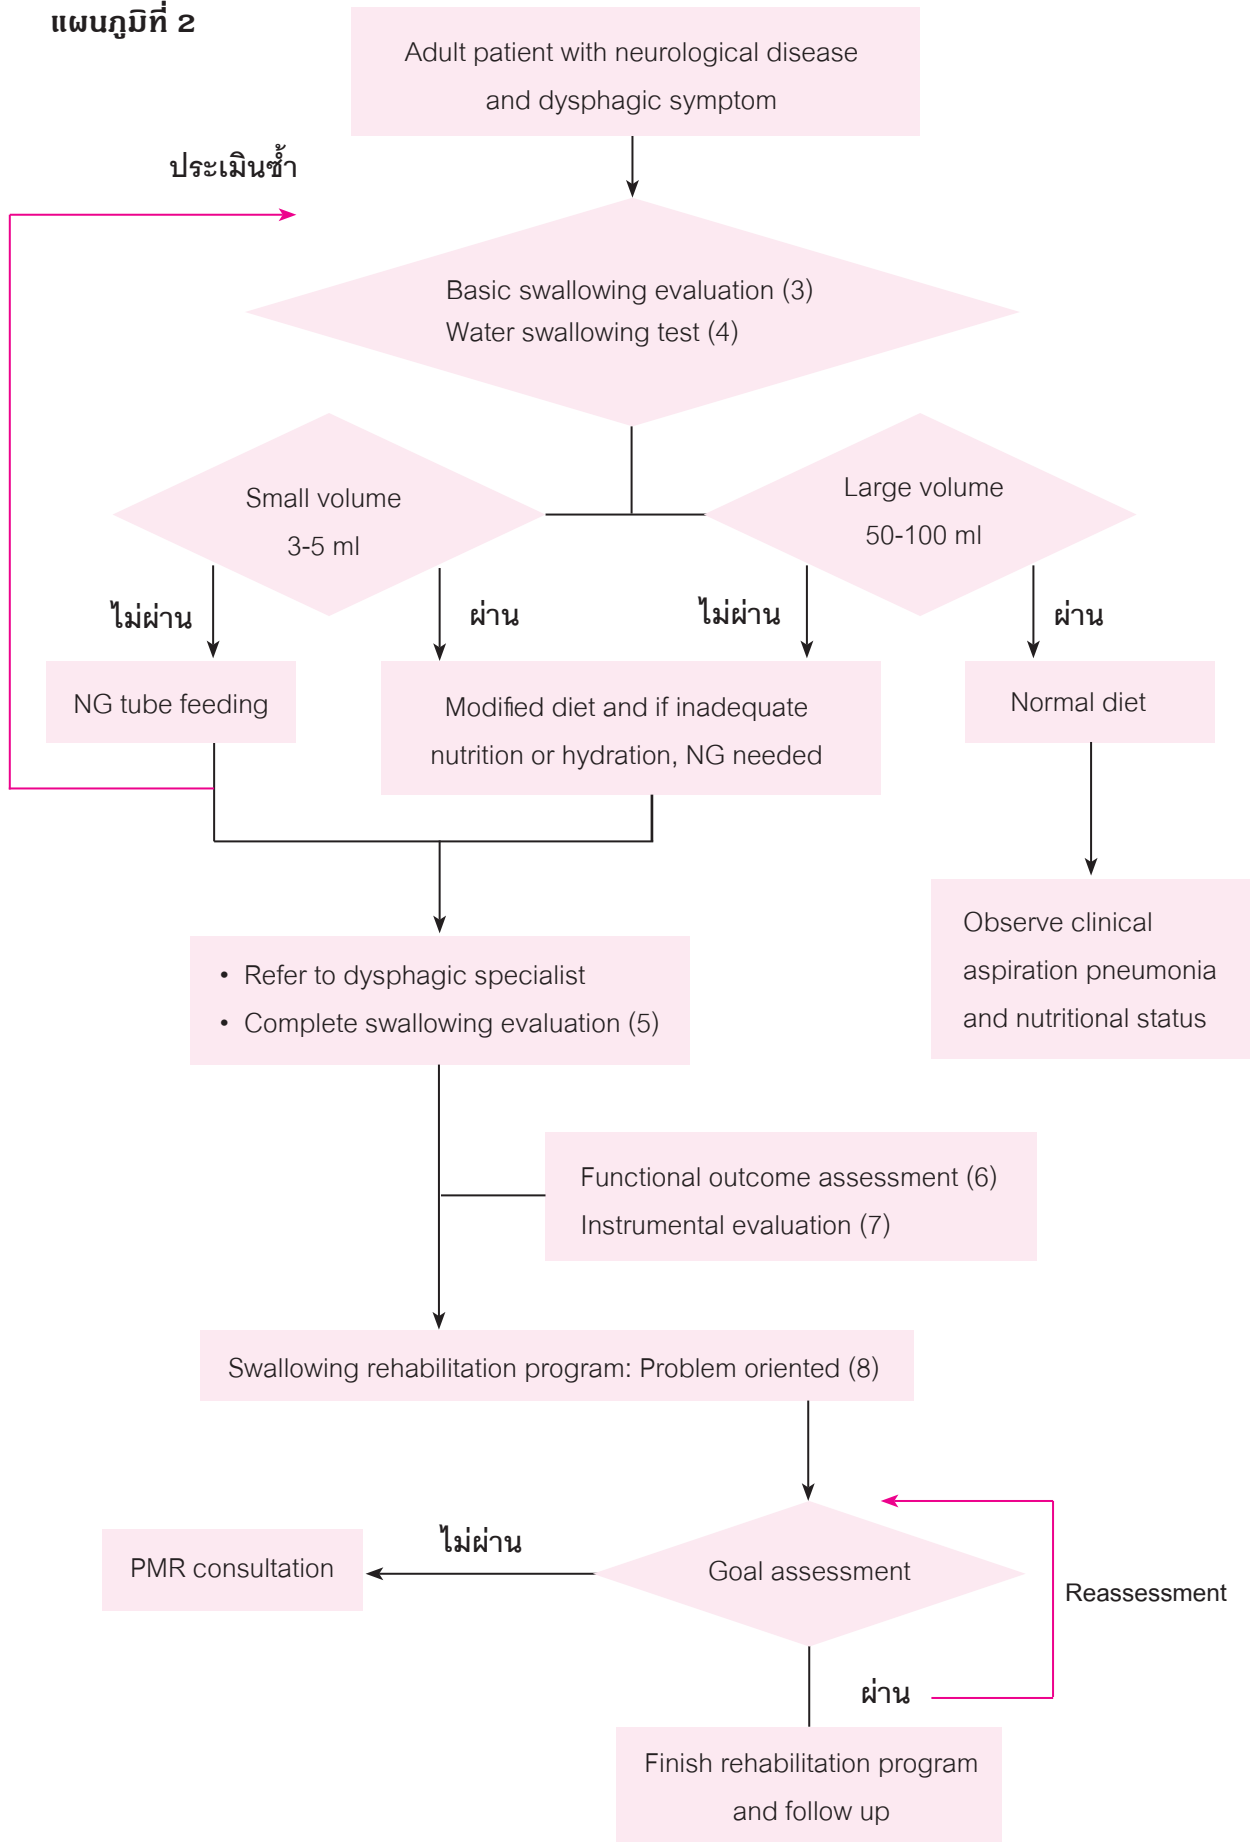 แผนภูมิที่ 2
Adult patient with neurological disease
and dysphagic symptom
ประเมินซ้ำ
Basic swallowing evaluation (3)
Water swallowing test (4)
Small volume
3-5 ml
Large volume
50-100 ml
ไม่ผ่าน
ผ่าน
ไม่ผ่าน
ผ่าน
NG tube feeding
Modified diet and if inadequate
nutrition or hydration, NG needed
Normal diet
• Refer to dysphagic specialist
• Complete swallowing evaluation (5)
Observe clinical
aspiration pneumonia
and nutritional status
Functional outcome assessment (6)
Instrumental evaluation (7)
Swallowing rehabilitation program: Problem oriented (8)
ไม่ผ่าน
PMR consultation
Goal assessment
Reassessment
ผ่าน
Finish rehabilitation program
and follow up